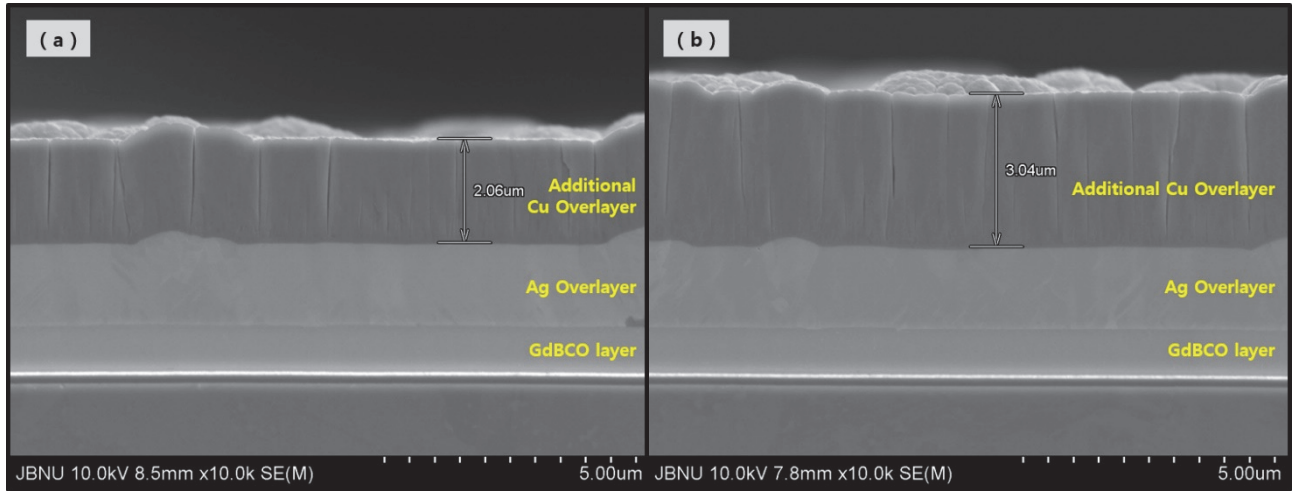 ( a )
2.06um
Additional
Cu Overlayer
Ag Overlayer
GdBCO layer
JBNU 10.0kV 8.5mm x10.0k SE(M)
5.00um
( b )
3.04um
Additional Cu Overlayer
Ag Overlayer
GdBCO layer
JBNU 10.0kV 7.8mm x10.0k SE(M)
5.00um